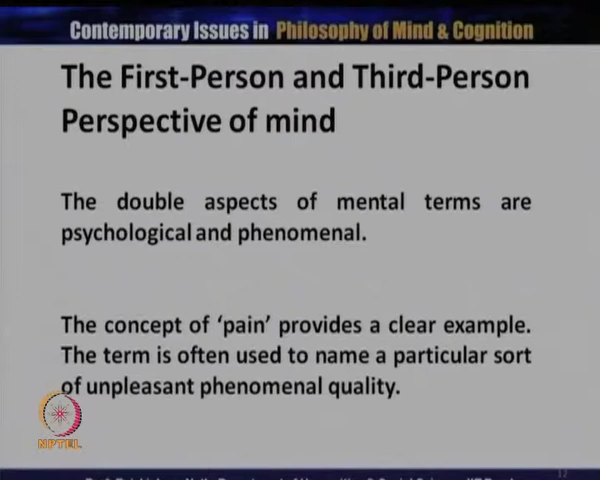 Contemporary Issues in Philosophy of Mind & Cognition
The First-Person and Third-Person
Perspective of mind
The double aspects of mental terms are
psychological and phenomenal.
The concept of ‘pain’ provides a clear example.
The term is often used to name a particular sort
of unpleasant phenomenal quality.
NPTEL